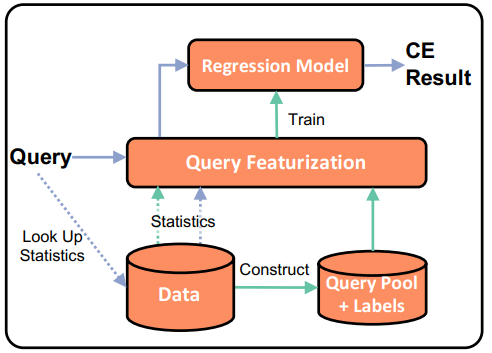 Regression Model
CE
Result
Train
Query
Query Featurization
Statistics
Look Up
Statistics
Data
Construct
Query Pool
+ Labels